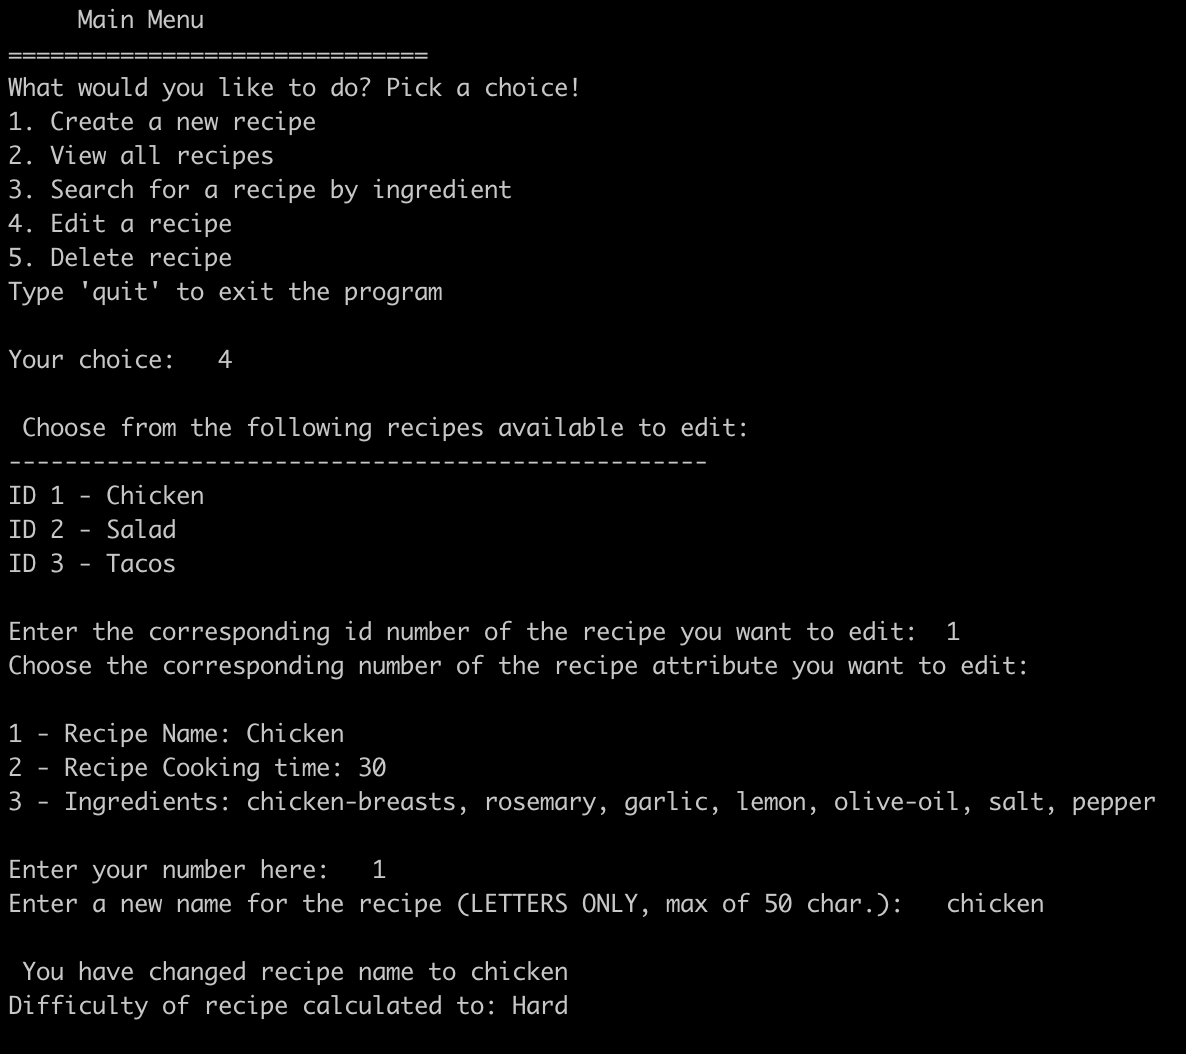 Main Menu
==============================
What would you like to do? Pick a choice!
1. Create a new recipe
2. View all recipes
3. Search for a recipe by ingredient
4. Edit a recipe
5. Delete recipe
Type 'quit' to exit the program
Your choice:   4
Choose from the following recipes available to edit:
--------------------------------------------------
ID 1 - Chicken
ID 2 - Salad
ID 3 - Tacos
Enter the corresponding id number of the recipe you want to edit:  1
Choose the corresponding number of the recipe attribute you want to edit:
1 - Recipe Name: Chicken
2 - Recipe Cooking time: 30
3 - Ingredients: chicken-breasts, rosemary, garlic, lemon, olive-oil, salt, pepper
Enter your number here:   1
Enter a new name for the recipe (LETTERS ONLY, max of 50 char.):   chicken
You have changed recipe name to chicken
Difficulty of recipe calculated to: Hard